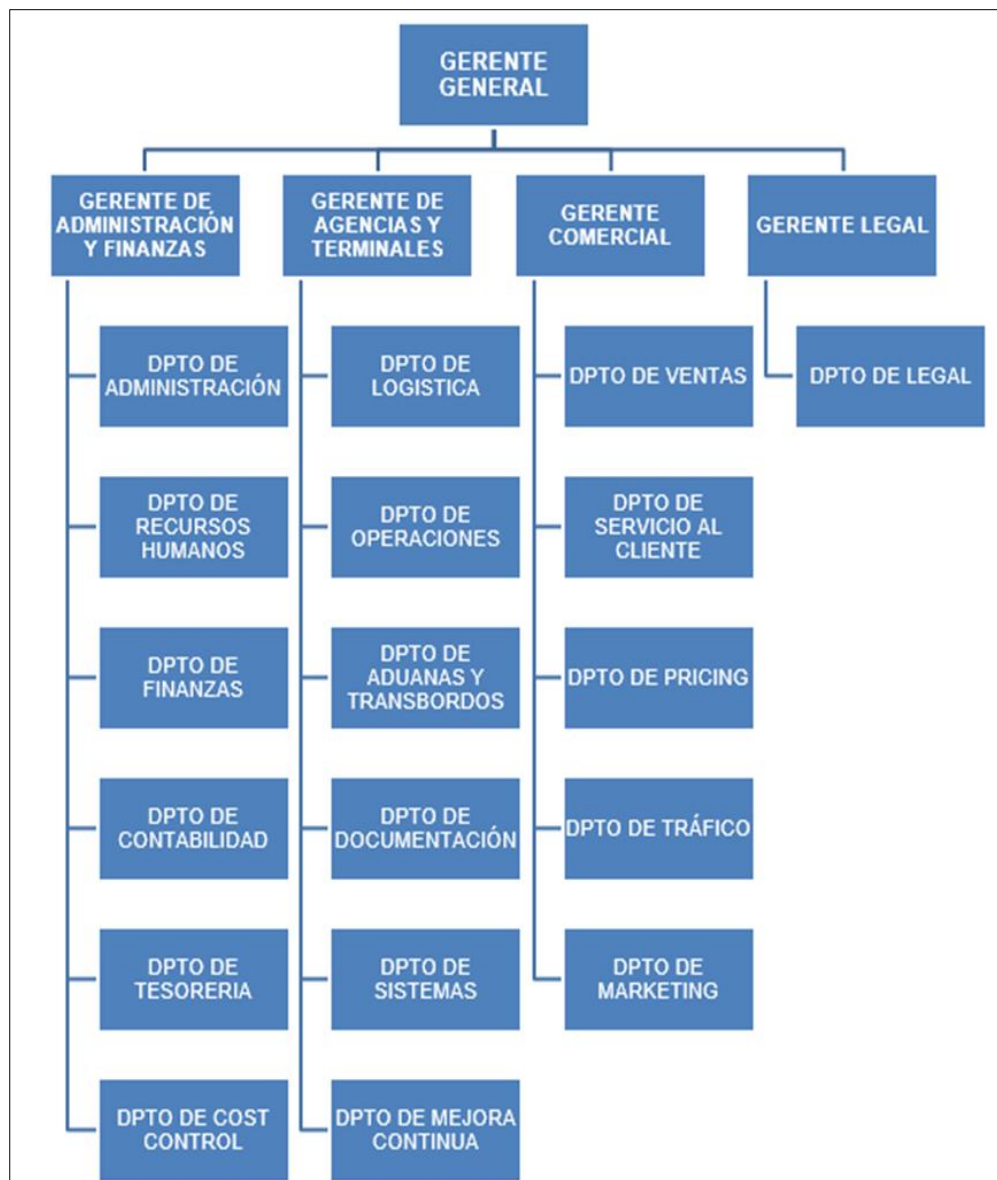 GERENTE
GENERAL
GERENTE DE
ADMINISTRACIÓN
Y FINANZAS
GERENTE DE
AGENCIAS Y
TERMINALES
GERENTE
COMERCIAL
GERENTE LEGAL
DPTO DE
ADMINISTRACIÓN
DPTO DE
LOGISTICA
DPTO DE VENTAS
DPTO DE LEGAL
DPTO DE
RECURSOS
HUMANOS
DPTO DE
OPERACIONES
DPTO DE
SERVICIO AL
CLIENTE
DPTO DE
FINANZAS
DPTO DE
ADUANAS Y
TRANSBORDOS
DPTO DE PRICING
DPTO DE
CONTABILIDAD
DPTO DE
DOCUMENTACIÓN
DPTO DE TRÁFICO
DPTO DE
TESORERIA
DPTO DE
SISTEMAS
DPTO DE
MARKETING
DPTO DE COST
CONTROL
DPTO DE MEJORA
CONTINUA